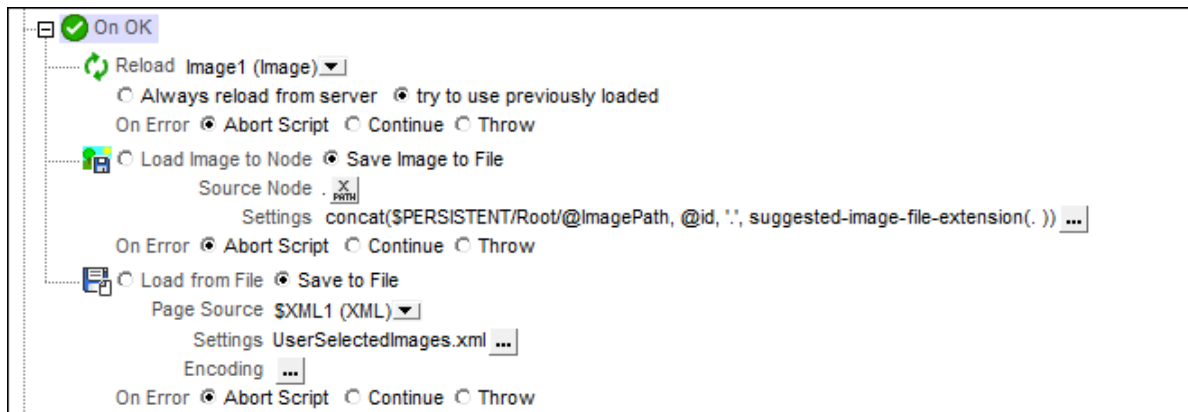 On OK
Reload Image1 (Image)
Always reload from server try to use previously loaded
On Error Abort Script Continue Throw
Load Image to Node Save Image to File
Source Node . X PATH
Settings concat($PERSISTENT/Root/@ImagePath, @id, '.', suggested-image-file-extension(. )) ...
On Error Abort Script Continue Throw
Load from File Save to File
Page Source $XML1 (XML)
Settings UserSelectedImages.xml ...
Encoding ...
On Error Abort Script Continue Throw